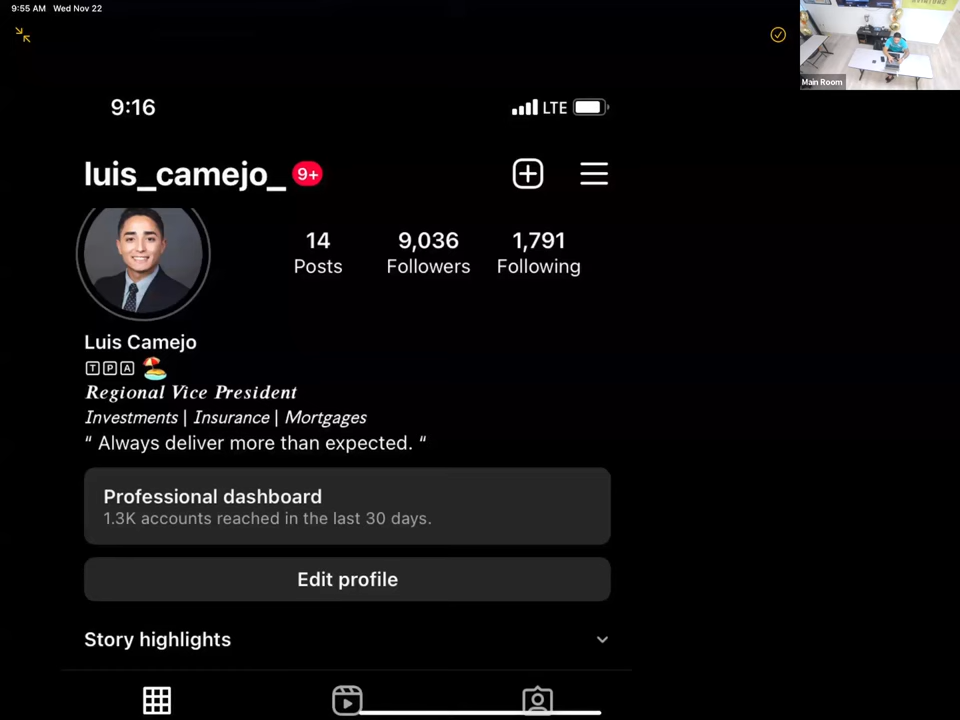 9:55 AM Wed Nov 22
Main Room
9:16
LTE
luis_camejo_ 9+
14 9,036 1,791
Posts Followers Following
Luis Camejo
🅃🄿🄰 🏖️
Regional Vice President
Investments | Insurance | Mortgages
“ Always deliver more than expected. “
Professional dashboard
1.3K accounts reached in the last 30 days.
Edit profile
Story highlights